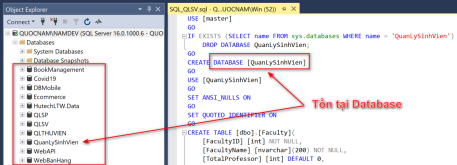 Object Explorer
Connect
QUOCNAM\NAMDEV (SQL Server 16.0.1000.6 - QUOCNAM
Databases
System Databases
Database Snapshots
BookManagement
Covid19
DBMobile
Ecommerce
HutechLTW.Data
QLSP
QLSV
QLTHUVIEN
QuanLySinhVien
WebAPI
WebBanHang
SQL_QLSV.sql - Q...UOCNAM\Win (52))
USE [master]
GO
IF EXISTS (SELECT name FROM sys.databases WHERE name = 'QuanLySinhVien')
DROP DATABASE QuanLySinhVien;
GO
CREATE DATABASE [QuanLySinhVien]
GO
USE [QuanLySinhVien]
GO
SET ANSI_NULLS ON
GO
SET QUOTED_IDENTIFIER ON
GO
CREATE TABLE [dbo].[Faculty](
[FacultyID] [int] NOT NULL,
[FacultyName] [nvarchar](200) NOT NULL,
[TotalProfessor] [int] DEFAULT 0,
Tồn tại Database